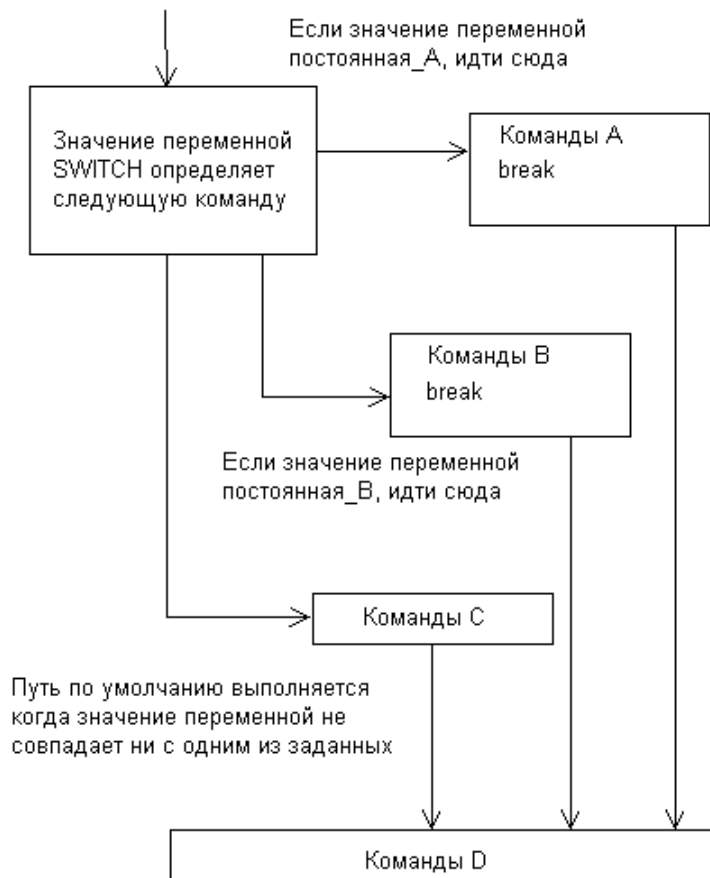 Если значение переменной
постоянная_А, идти сюда
Значение переменной
SWITCH определяет
следующую команду
Команды А
break
Команды В
break
Если значение переменной
постоянная_В, идти сюда
Команды С
Путь по умолчанию выполняется
когда значение переменной не
совпадает ни с одним из заданных
Команды D